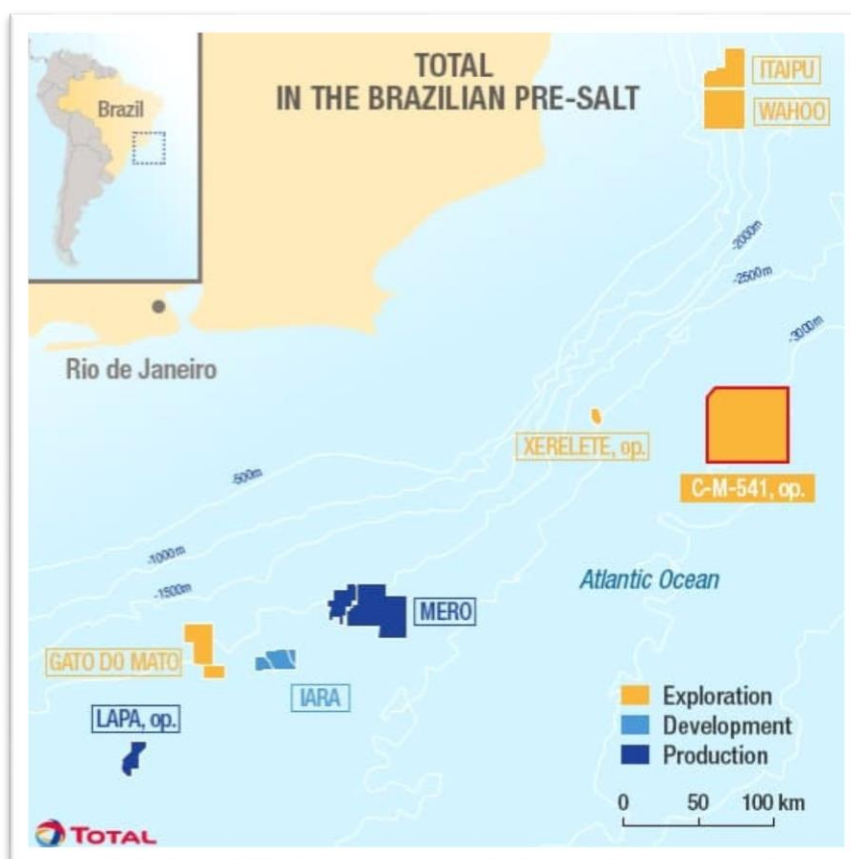 TOTAL
IN THE BRAZILIAN PRE-SALT
Brazil
ITAIPU
WAHOO
-2000m
-2500m
-3000m
Rio de Janeiro
XERELETE, op.
C-M-541, op.
-500m
-1000m
-1500m
Atlantic Ocean
MERO
GATO DO MATO
IARA
LAPA, op.
Exploration
Development
Production
0 50 100 km
TOTAL